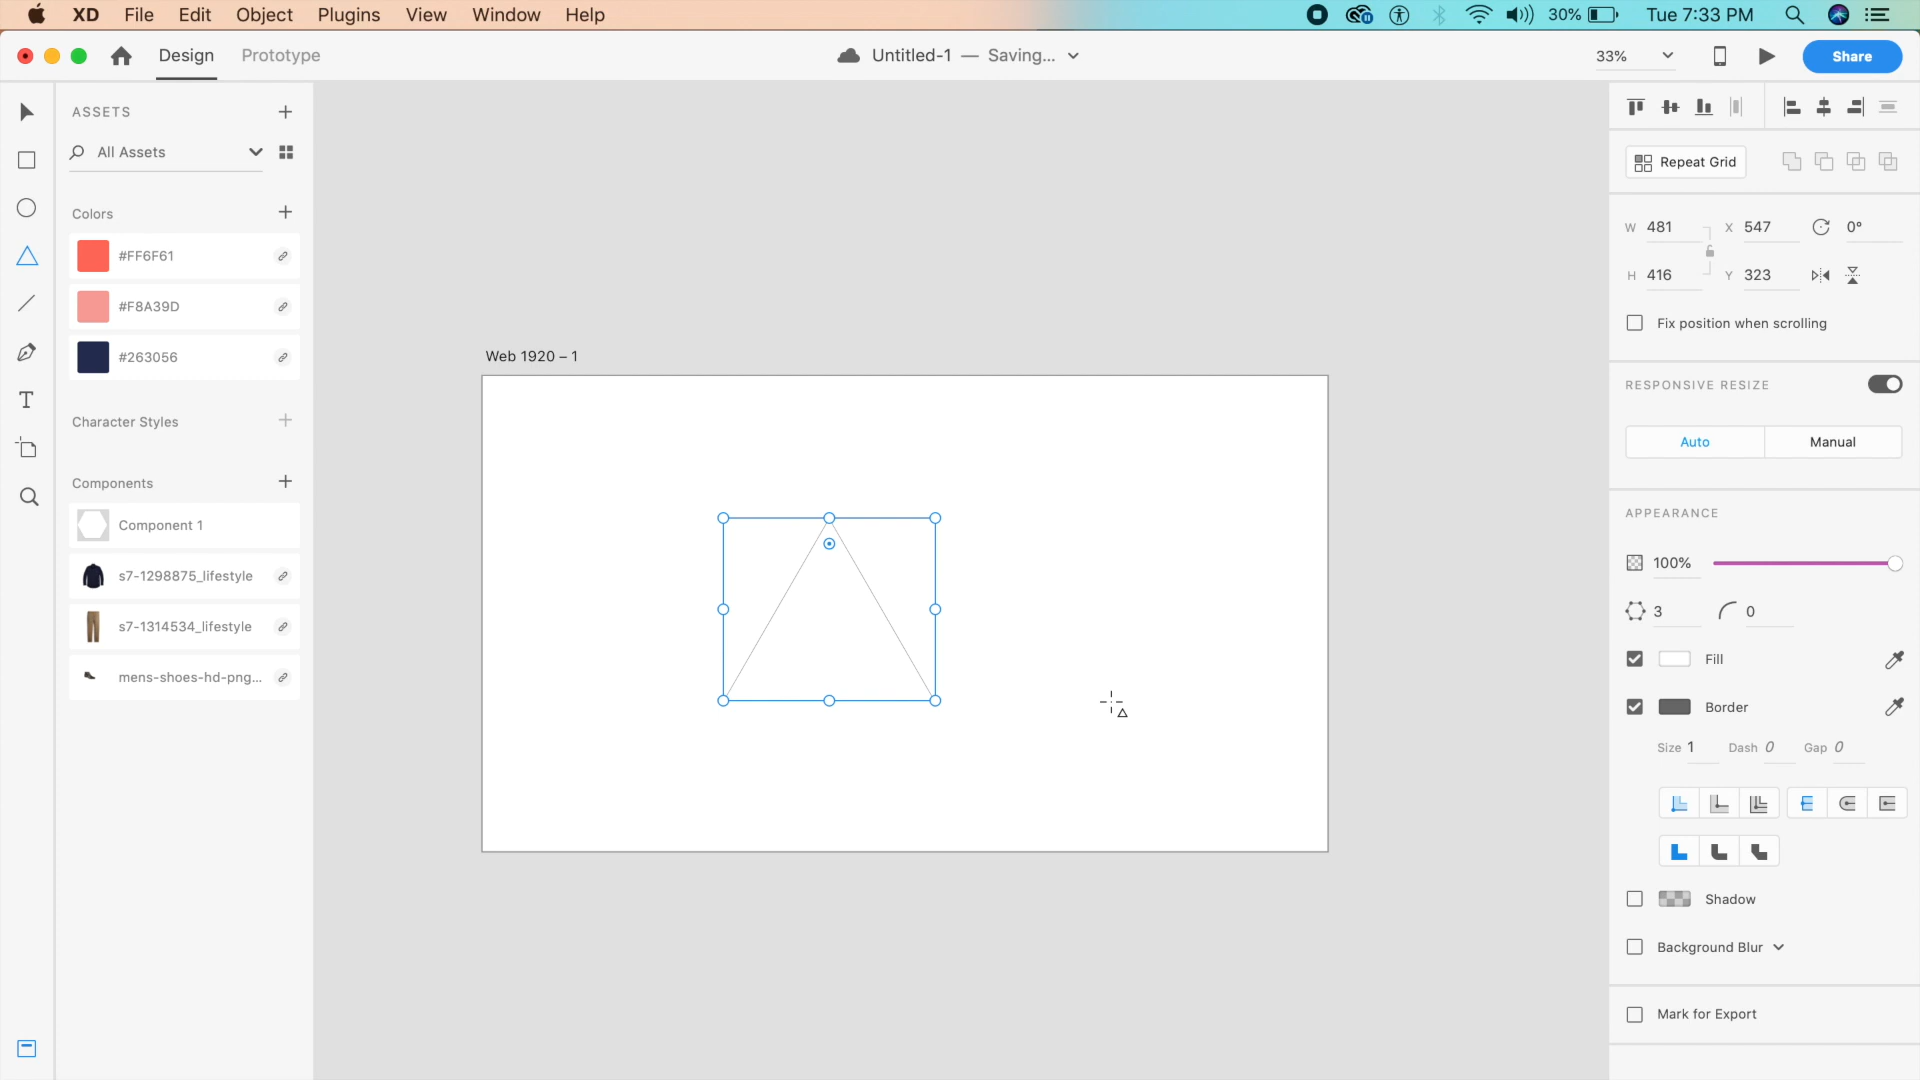 XD File Edit Object Plugins View Window Help 30% Tue 7:33 PM
Design Prototype Untitled-1 — Saving... 33% Share
ASSETS
All Assets
Colors
#FF6F61
#F8A39D
#263056
Character Styles
Components
Component 1
s7-1298875_lifestyle
s7-1314534_lifestyle
mens-shoes-hd-png...
Web 1920 – 1
Repeat Grid
W 481 X 547 0°
H 416 Y 323
Fix position when scrolling
RESPONSIVE RESIZE
Auto Manual
APPEARANCE
100%
3 0
Fill
Border
Size 1 Dash 0 Gap 0
Shadow
Background Blur
Mark for Export